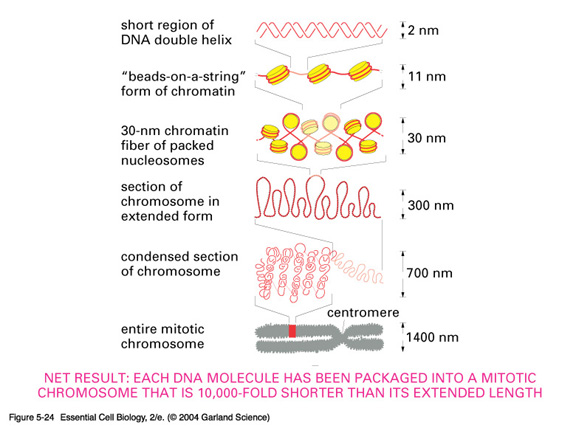 short region of
DNA double helix
2 nm
“beads-on-a-string”
form of chromatin
11 nm
30-nm chromatin
fiber of packed
nucleosomes
30 nm
section of
chromosome in
extended form
300 nm
condensed section
of chromosome
700 nm
centromere
entire mitotic
chromosome
1400 nm
NET RESULT: EACH DNA MOLECULE HAS BEEN PACKAGED INTO A MITOTIC
CHROMOSOME THAT IS 10,000-FOLD SHORTER THAN ITS EXTENDED LENGTH
Figure 5-24 Essential Cell Biology, 2/e. (© 2004 Garland Science)